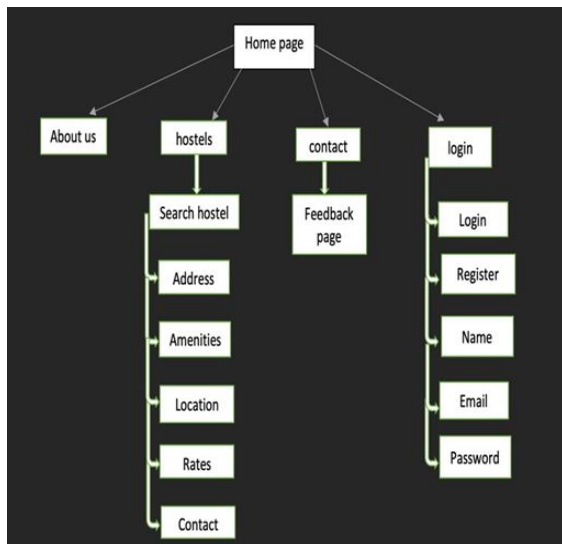 Home page
About us
hostels
contact
login
Search hostel
Feedback
page
Login
Address
Register
Amenities
Name
Location
Email
Rates
Password
Contact